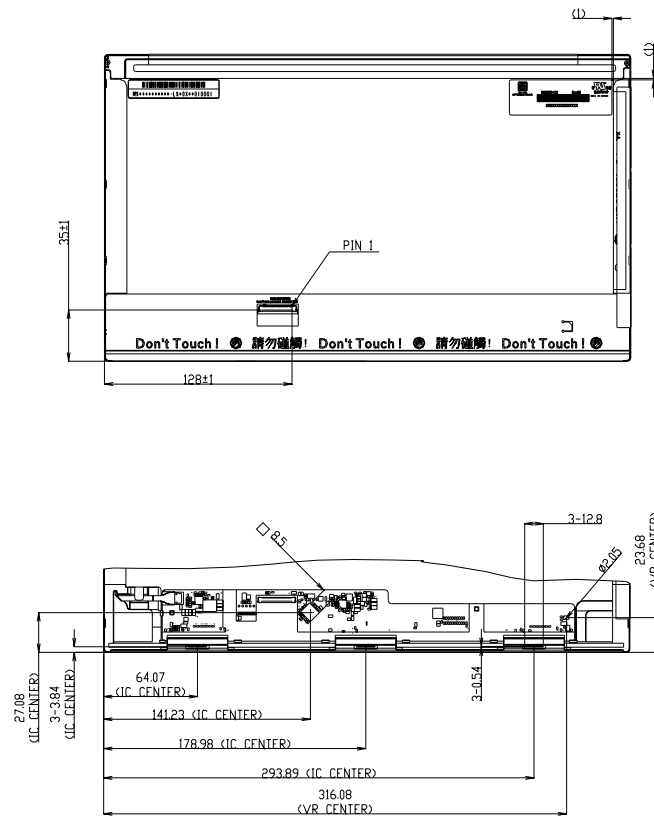 (1)
(1)
35±1
PIN 1
Don't Touch! 請勿碰觸! Don't Touch! 請勿碰觸! Don't Touch!
128±1
3-12.8
□ 8.5
Ø2.05
23.68
(VR CENTER)
27.08
(IC CENTER)
3-3.84
(IC CENTER)
3-0.54
64.07
(IC CENTER)
141.23 (IC CENTER)
178.98 (IC CENTER)
293.89 (IC CENTER)
316.08
(VR CENTER)